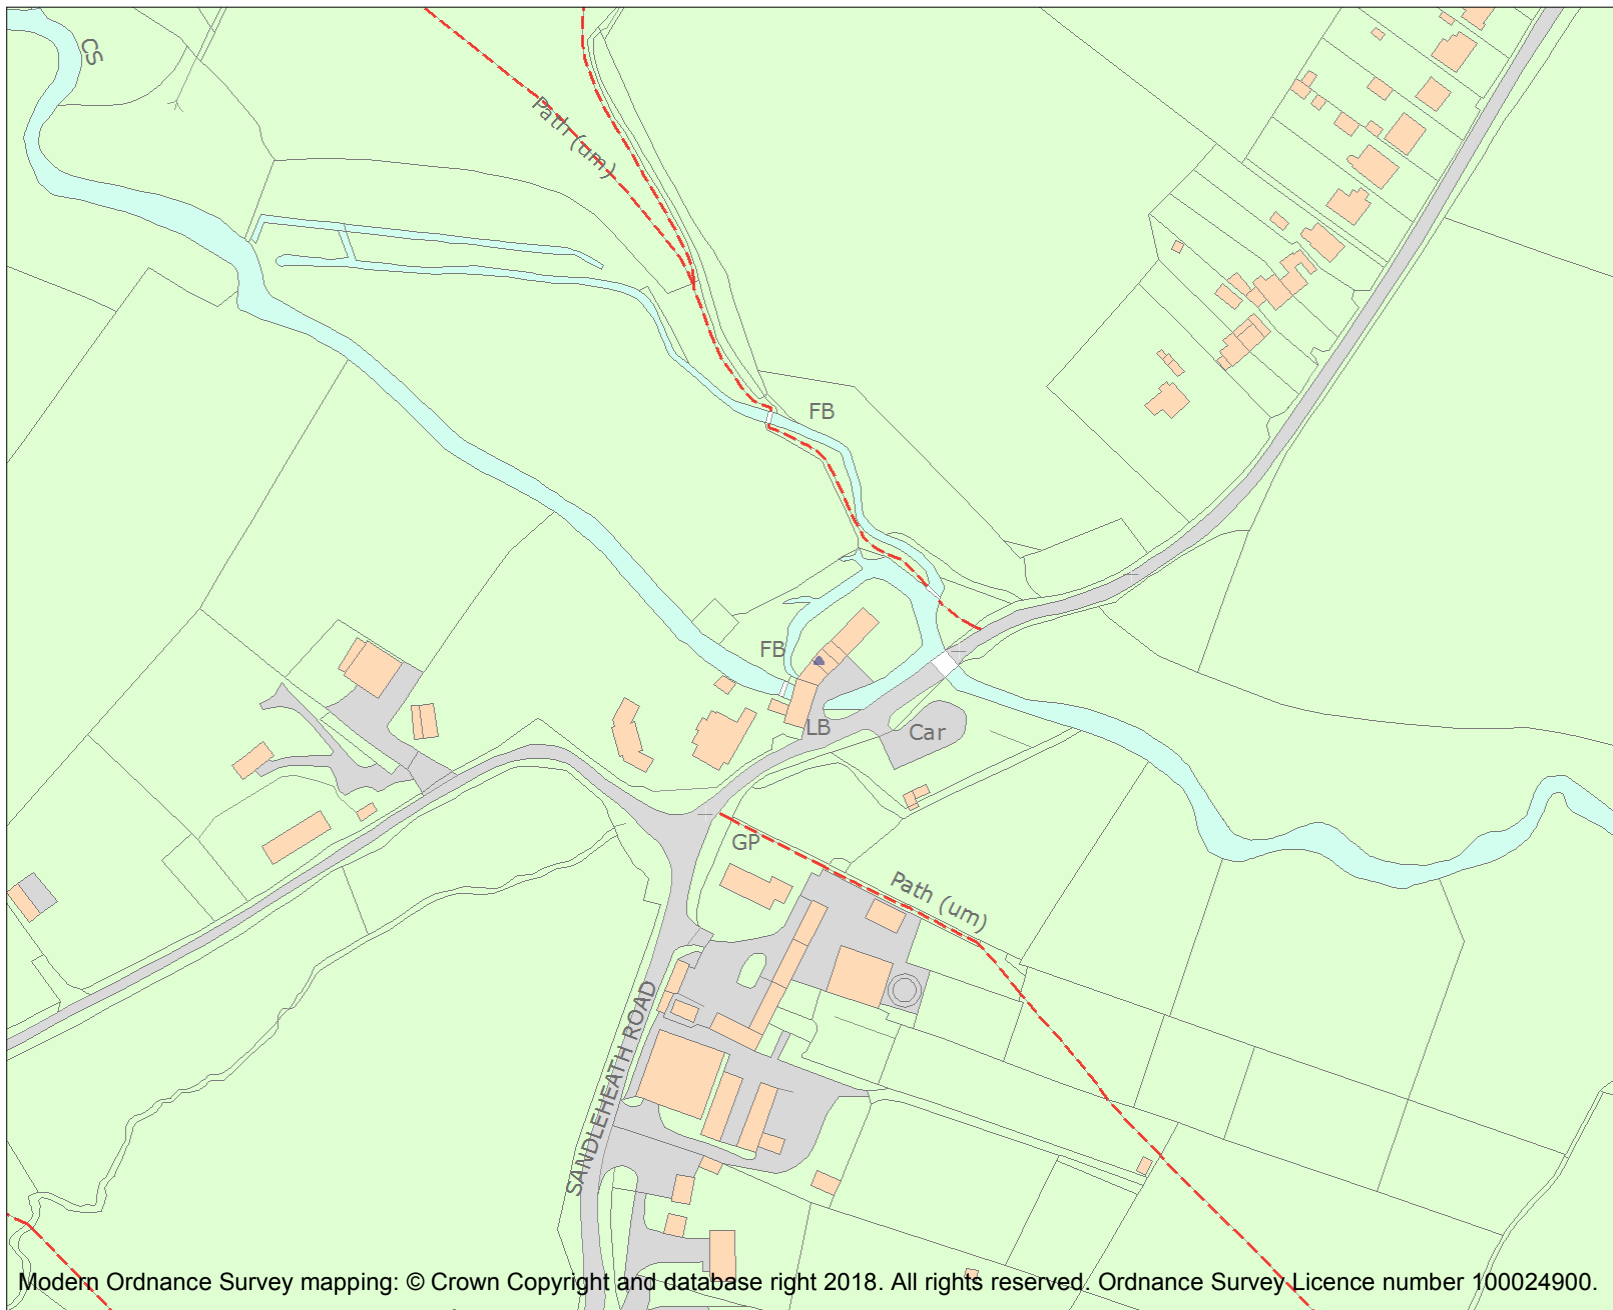 CS
Path (um)
FB
FB
LB
Car
GP
Path (um)
SANDLEHEATH ROAD
Modern Ordnance Survey mapping: © Crown Copyright and database right 2018. All rights reserved. Ordnance Survey Licence number 100024900.